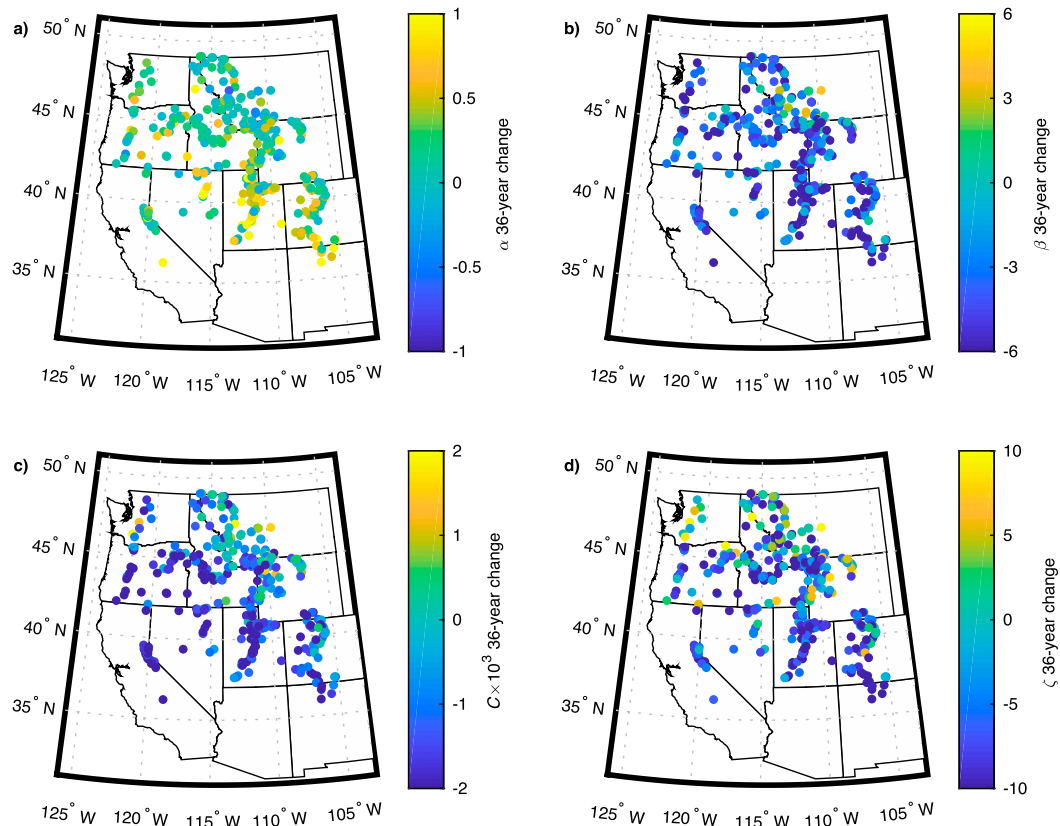 a)
50° N
45° N
40° N
35° N
125° W
120° W
115° W
110° W
105° W
1
0.5
0
-0.5
-1
α 36-year change
b)
50° N
45° N
40° N
35° N
125° W
120° W
115° W
110° W
105° W
6
3
0
-3
-6
β 36-year change
c)
50° N
45° N
40° N
35° N
125° W
120° W
115° W
110° W
105° W
2
1
0
-1
-2
C×10³ 36-year change
d)
50° N
45° N
40° N
35° N
125° W
120° W
115° W
110° W
105° W
10
5
0
-5
-10
ζ 36-year change